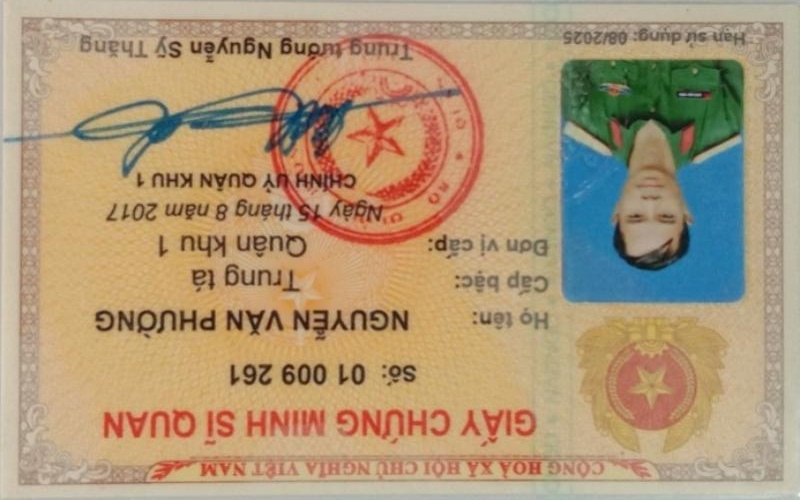 CỘNG HOÀ XÃ HỘI CHỦ NGHĨA VIỆT NAM
GIẤY CHỨNG MINH SĨ QUAN
Số: 01 009 261
Họ tên: NGUYỄN VĂN PHƯỜNG
Cấp bậc: Trung tá
Đơn vị cấp: Quân khu 1
Ngày 15 tháng 8 năm 2017
CHÍNH UỶ QUÂN KHU 1
Hạn sử dụng: 08/2025
Trung tướng Nguyễn Sỹ Thăng